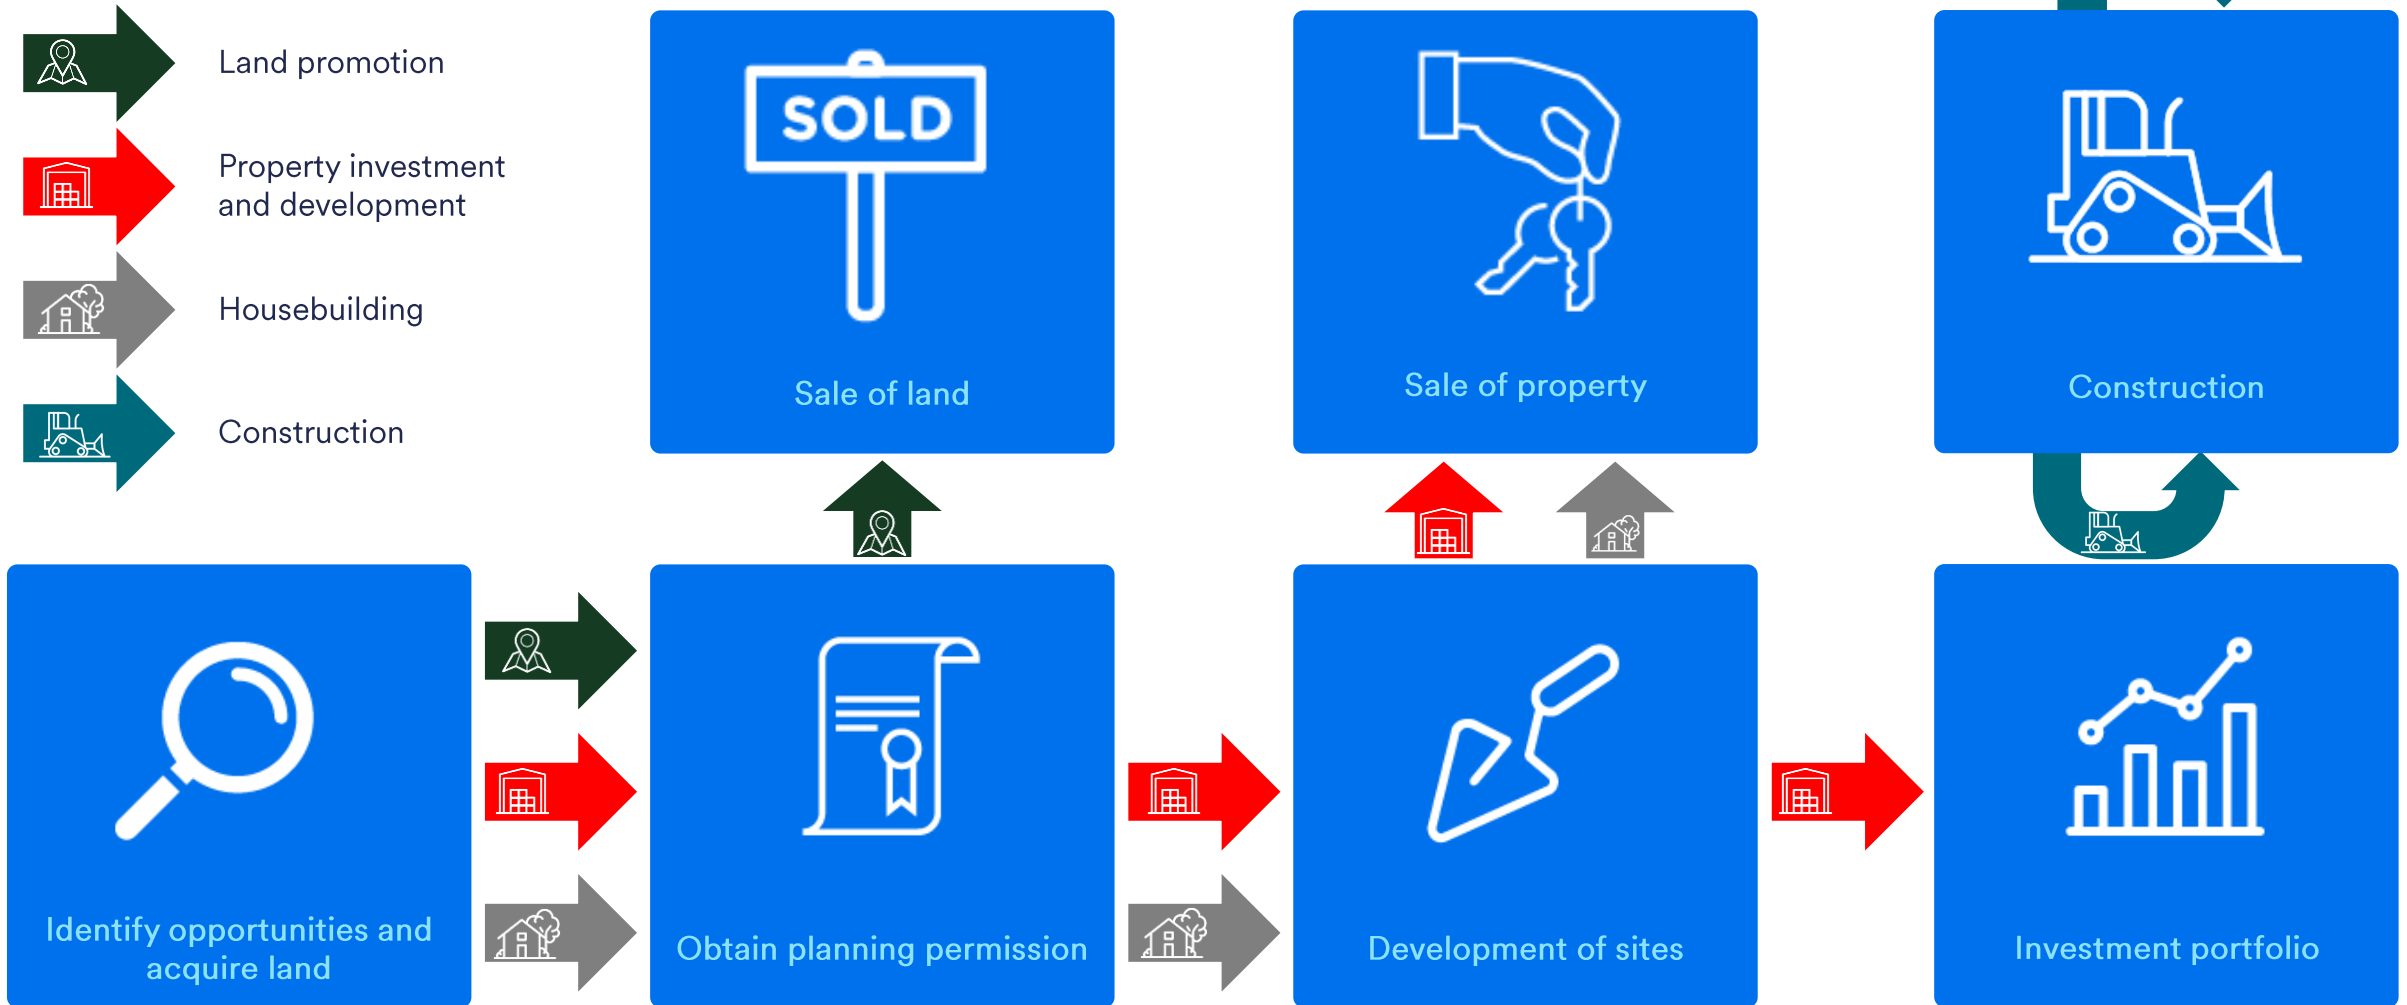 Land promotion
Property investment
and development
Housebuilding
Construction
SOLD
Sale of land
Sale of property
Construction
Identify opportunities and
acquire land
Obtain planning permission
Development of sites
Investment portfolio